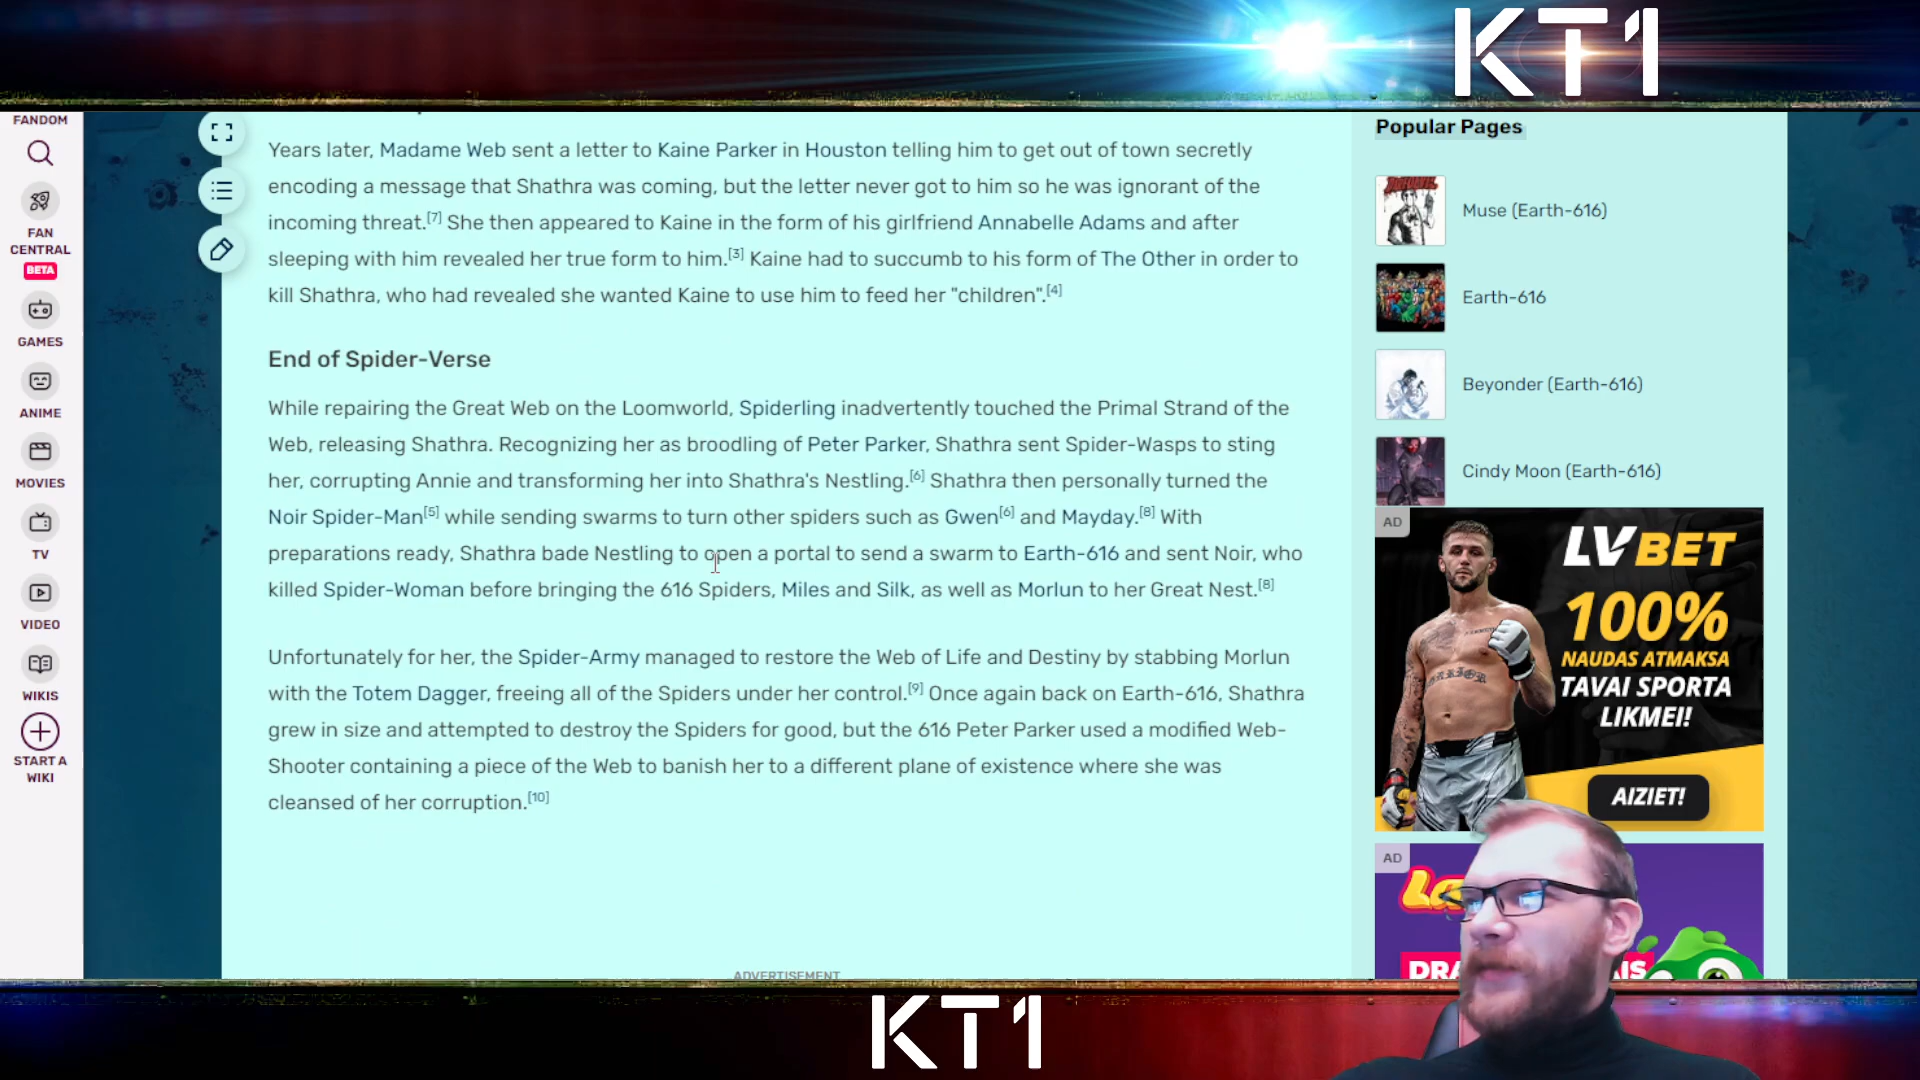 KT1
FANDOM
FAN
CENTRAL
BETA
GAMES
ANIME
MOVIES
TV
VIDEO
WIKIS
START A
WIKI
Years later, Madame Web sent a letter to Kaine Parker in Houston telling him to get out of town secretly
encoding a message that Shathra was coming, but the letter never got to him so he was ignorant of the
incoming threat.[7] She then appeared to Kaine in the form of his girlfriend Annabelle Adams and after
sleeping with him revealed her true form to him.[3] Kaine had to succumb to his form of The Other in order to
kill Shathra, who had revealed she wanted Kaine to use him to feed her "children".[4]
End of Spider-Verse
While repairing the Great Web on the Loomworld, Spiderling inadvertently touched the Primal Strand of the
Web, releasing Shathra. Recognizing her as broodling of Peter Parker, Shathra sent Spider-Wasps to sting
her, corrupting Annie and transforming her into Shathra's Nestling.[6] Shathra then personally turned the
Noir Spider-Man[5] while sending swarms to turn other spiders such as Gwen[6] and Mayday.[8] With
preparations ready, Shathra bade Nestling to open a portal to send a swarm to Earth-616 and sent Noir, who
killed Spider-Woman before bringing the 616 Spiders, Miles and Silk, as well as Morlun to her Great Nest.[8]
Unfortunately for her, the Spider-Army managed to restore the Web of Life and Destiny by stabbing Morlun
with the Totem Dagger, freeing all of the Spiders under her control.[9] Once again back on Earth-616, Shathra
grew in size and attempted to destroy the Spiders for good, but the 616 Peter Parker used a modified Web-
Shooter containing a piece of the Web to banish her to a different plane of existence where she was
cleansed of her corruption.[10]
ADVERTISEMENT
Popular Pages
Muse (Earth-616)
Earth-616
Beyonder (Earth-616)
Cindy Moon (Earth-616)
AD
LVBET
100%
NAUDAS ATMAKSA
TAVAI SPORTA
LIKMEI!
AIZIET!
AD
KT1